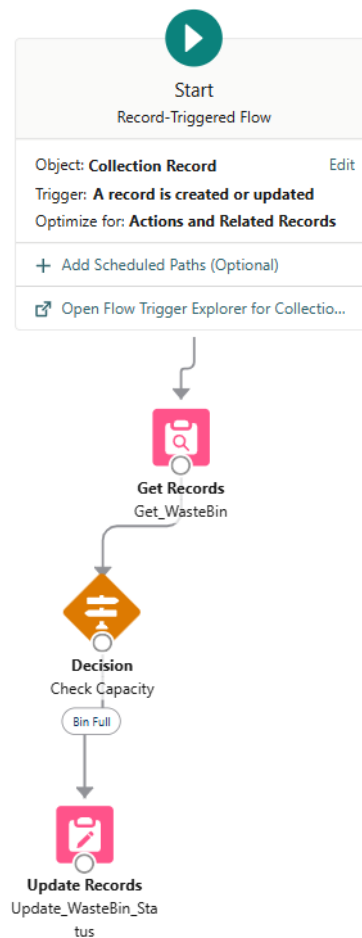 Start
Record-Triggered Flow
Object: Collection Record Edit
Trigger: A record is created or updated
Optimize for: Actions and Related Records
+ Add Scheduled Paths (Optional)
Open Flow Trigger Explorer for Collectio...
Get Records
Get_WasteBin
Decision
Check Capacity
Bin Full
Update Records
Update_WasteBin_Sta
tus